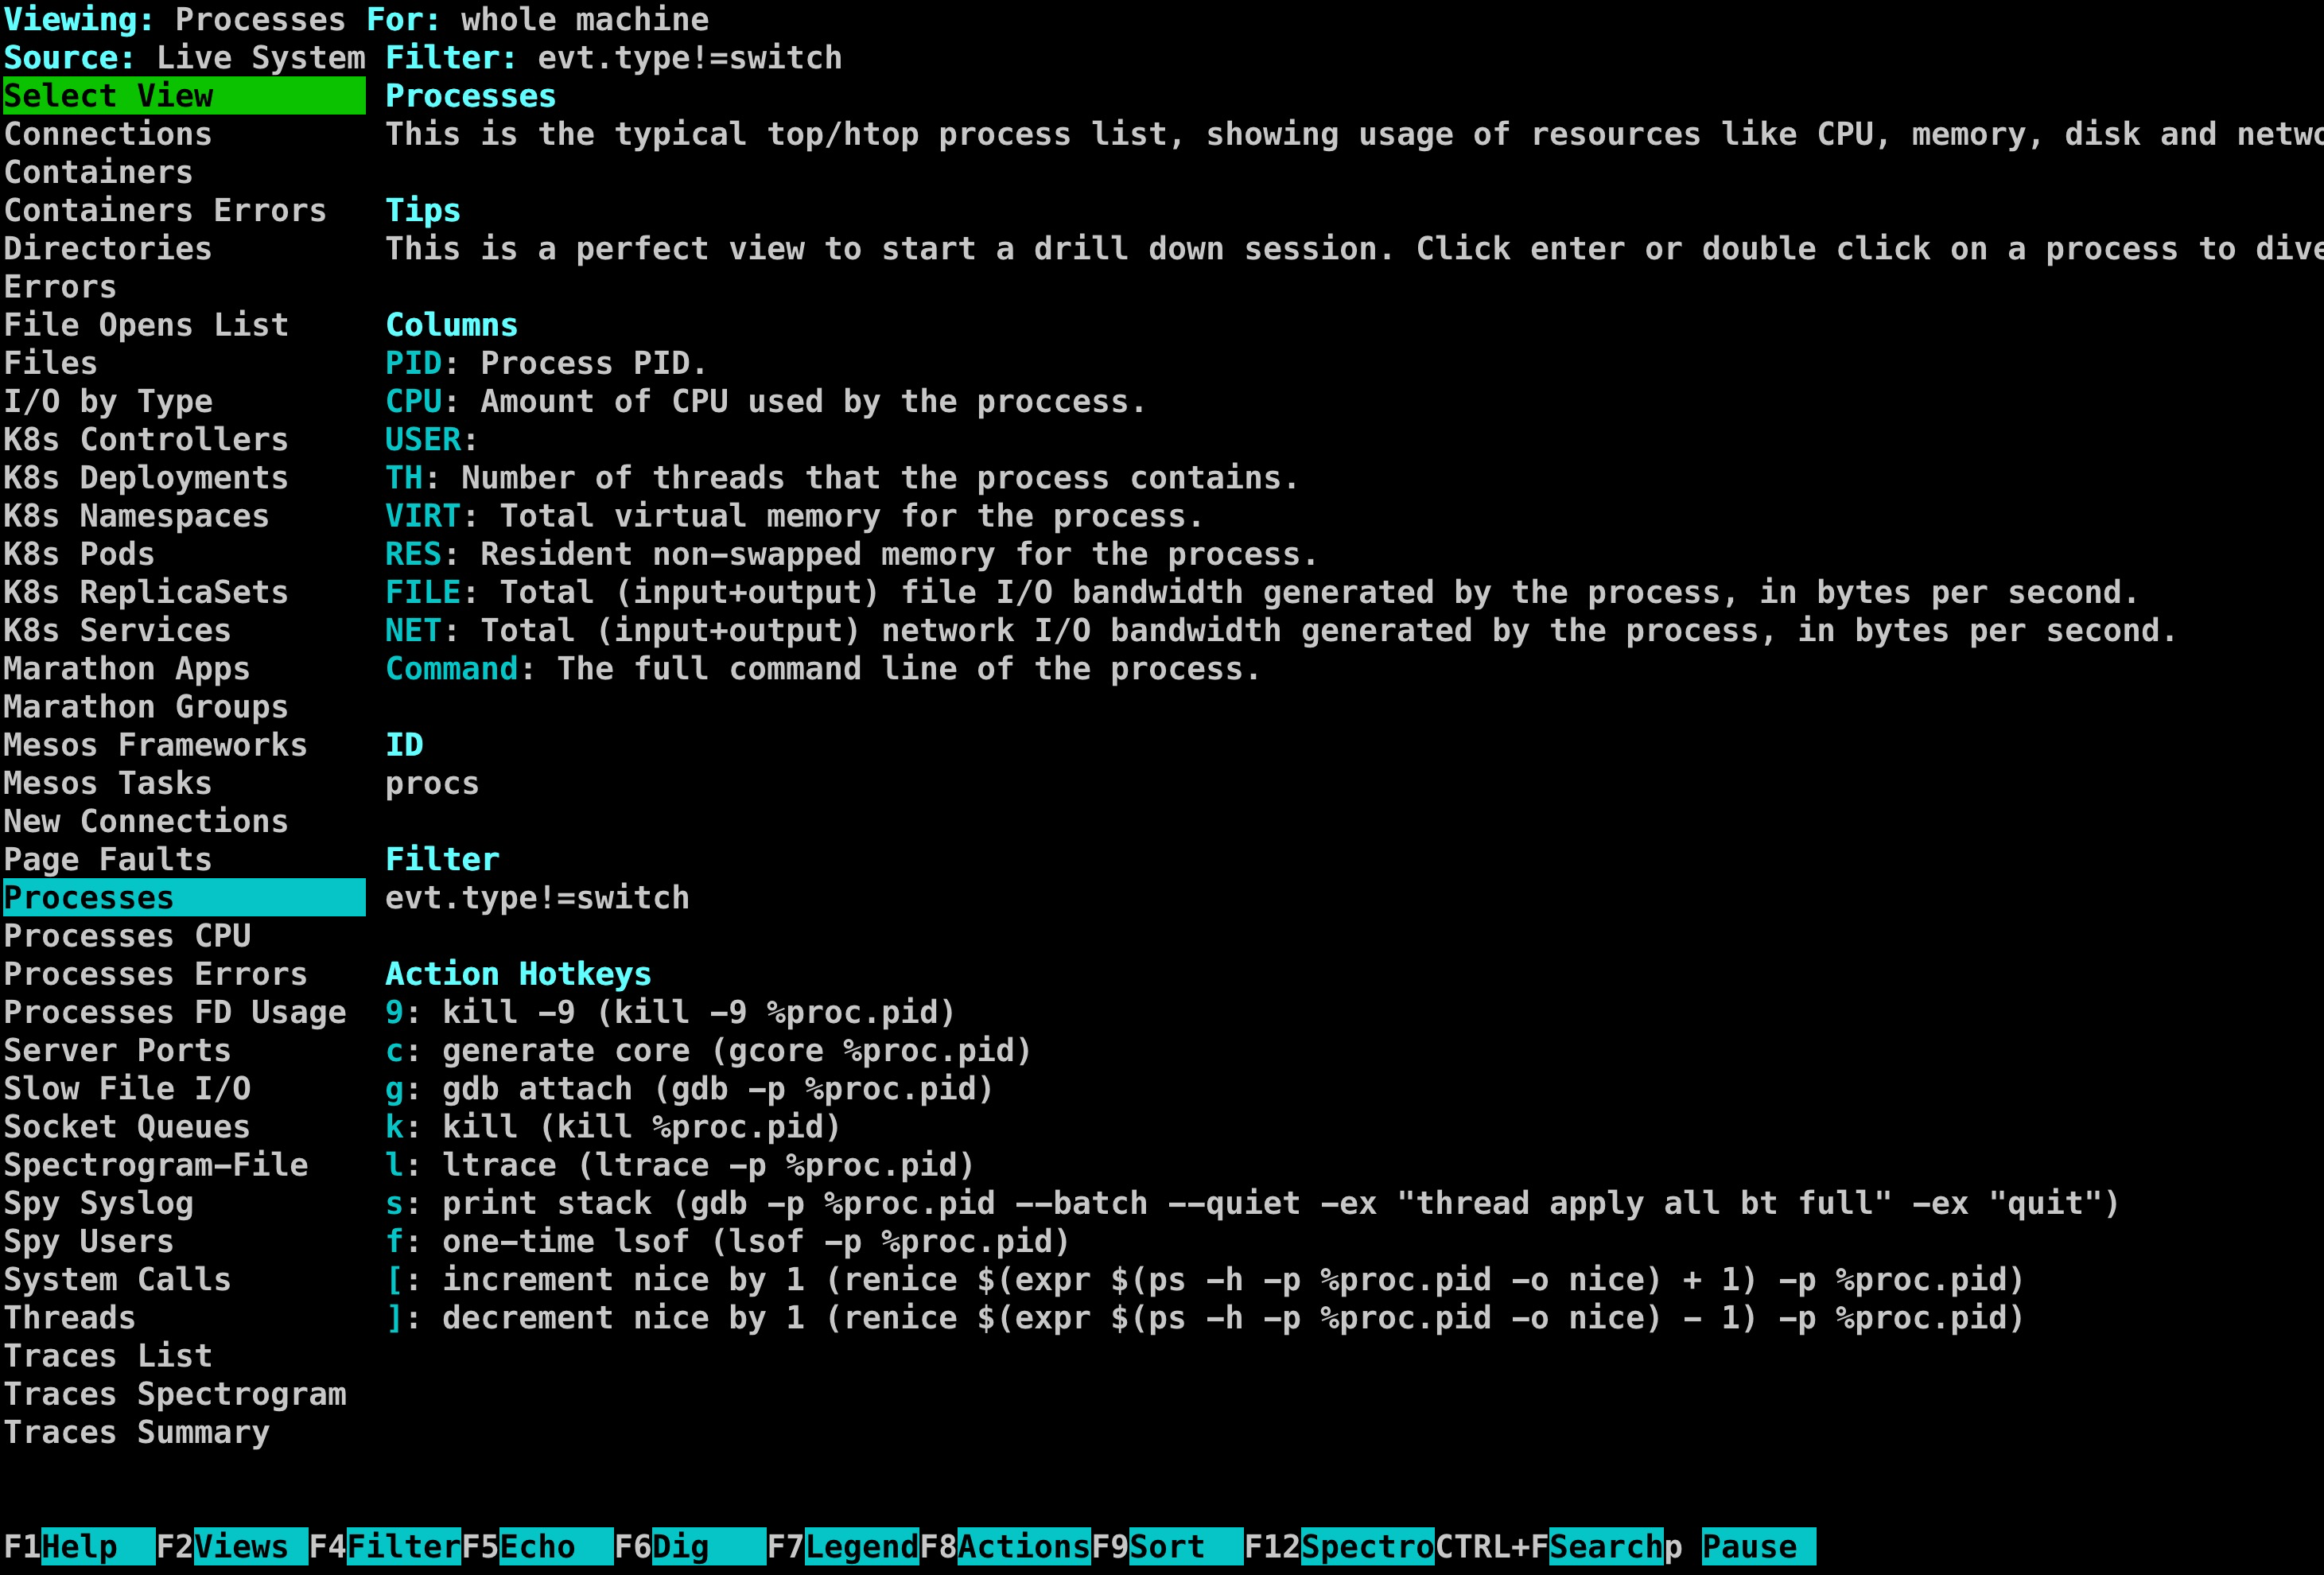 Viewing: Processes For: whole machine
Source: Live System Filter: evt.type!=switch
Select View
Connections
Containers
Containers Errors
Directories
Errors
File Opens List
Files
I/O by Type
K8s Controllers
K8s Deployments
K8s Namespaces
K8s Pods
K8s ReplicaSets
K8s Services
Marathon Apps
Marathon Groups
Mesos Frameworks
Mesos Tasks
New Connections
Page Faults
Processes
Processes CPU
Processes Errors
Processes FD Usage
Server Ports
Slow File I/O
Socket Queues
Spectrogram-File
Spy Syslog
Spy Users
System Calls
Threads
Traces List
Traces Spectrogram
Traces Summary
Processes
This is the typical top/htop process list, showing usage of resources like CPU, memory, disk and netwo
Tips
This is a perfect view to start a drill down session. Click enter or double click on a process to dive
Columns
PID: Process PID.
CPU: Amount of CPU used by the proccess.
USER:
TH: Number of threads that the process contains.
VIRT: Total virtual memory for the process.
RES: Resident non-swapped memory for the process.
FILE: Total (input+output) file I/O bandwidth generated by the process, in bytes per second.
NET: Total (input+output) network I/O bandwidth generated by the process, in bytes per second.
Command: The full command line of the process.
ID
procs
Filter
evt.type!=switch
Action Hotkeys
9: kill -9 (kill -9 %proc.pid)
c: generate core (gcore %proc.pid)
g: gdb attach (gdb -p %proc.pid)
k: kill (kill %proc.pid)
l: ltrace (ltrace -p %proc.pid)
s: print stack (gdb -p %proc.pid --batch --quiet -ex "thread apply all bt full" -ex "quit")
f: one-time lsof (lsof -p %proc.pid)
[: increment nice by 1 (renice $(expr $(ps -h -p %proc.pid -o nice) + 1) -p %proc.pid)
]: decrement nice by 1 (renice $(expr $(ps -h -p %proc.pid -o nice) - 1) -p %proc.pid)
F1Help  F2Views F4FilterF5Echo  F6Dig   F7LegendF8ActionsF9Sort  F12SpectroCTRL+FSearchp Pause